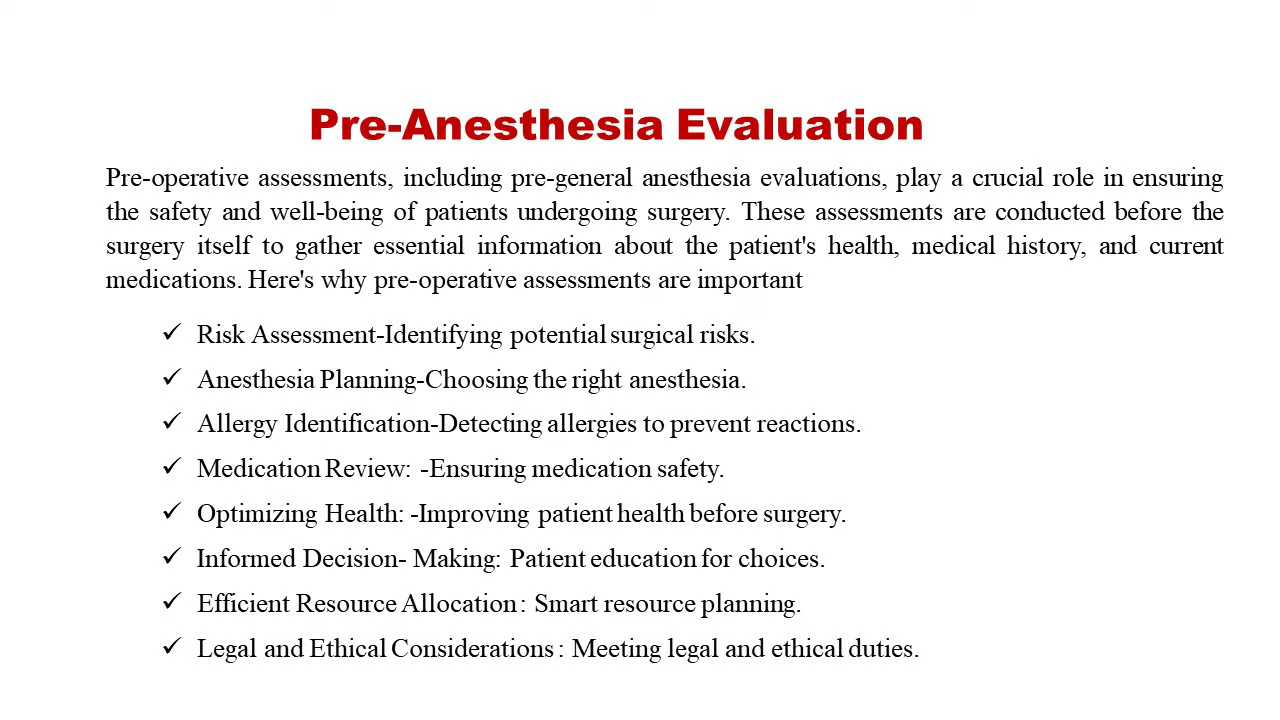 Pre-Anesthesia Evaluation
Pre-operative assessments, including pre-general anesthesia evaluations, play a crucial role in ensuring
the safety and well-being of patients undergoing surgery. These assessments are conducted before the
surgery itself to gather essential information about the patient's health, medical history, and current
medications. Here's why pre-operative assessments are important
✓ Risk Assessment-Identifying potential surgical risks.
✓ Anesthesia Planning-Choosing the right anesthesia.
✓ Allergy Identification-Detecting allergies to prevent reactions.
✓ Medication Review: -Ensuring medication safety.
✓ Optimizing Health: -Improving patient health before surgery.
✓ Informed Decision- Making: Patient education for choices.
✓ Efficient Resource Allocation : Smart resource planning.
✓ Legal and Ethical Considerations : Meeting legal and ethical duties.